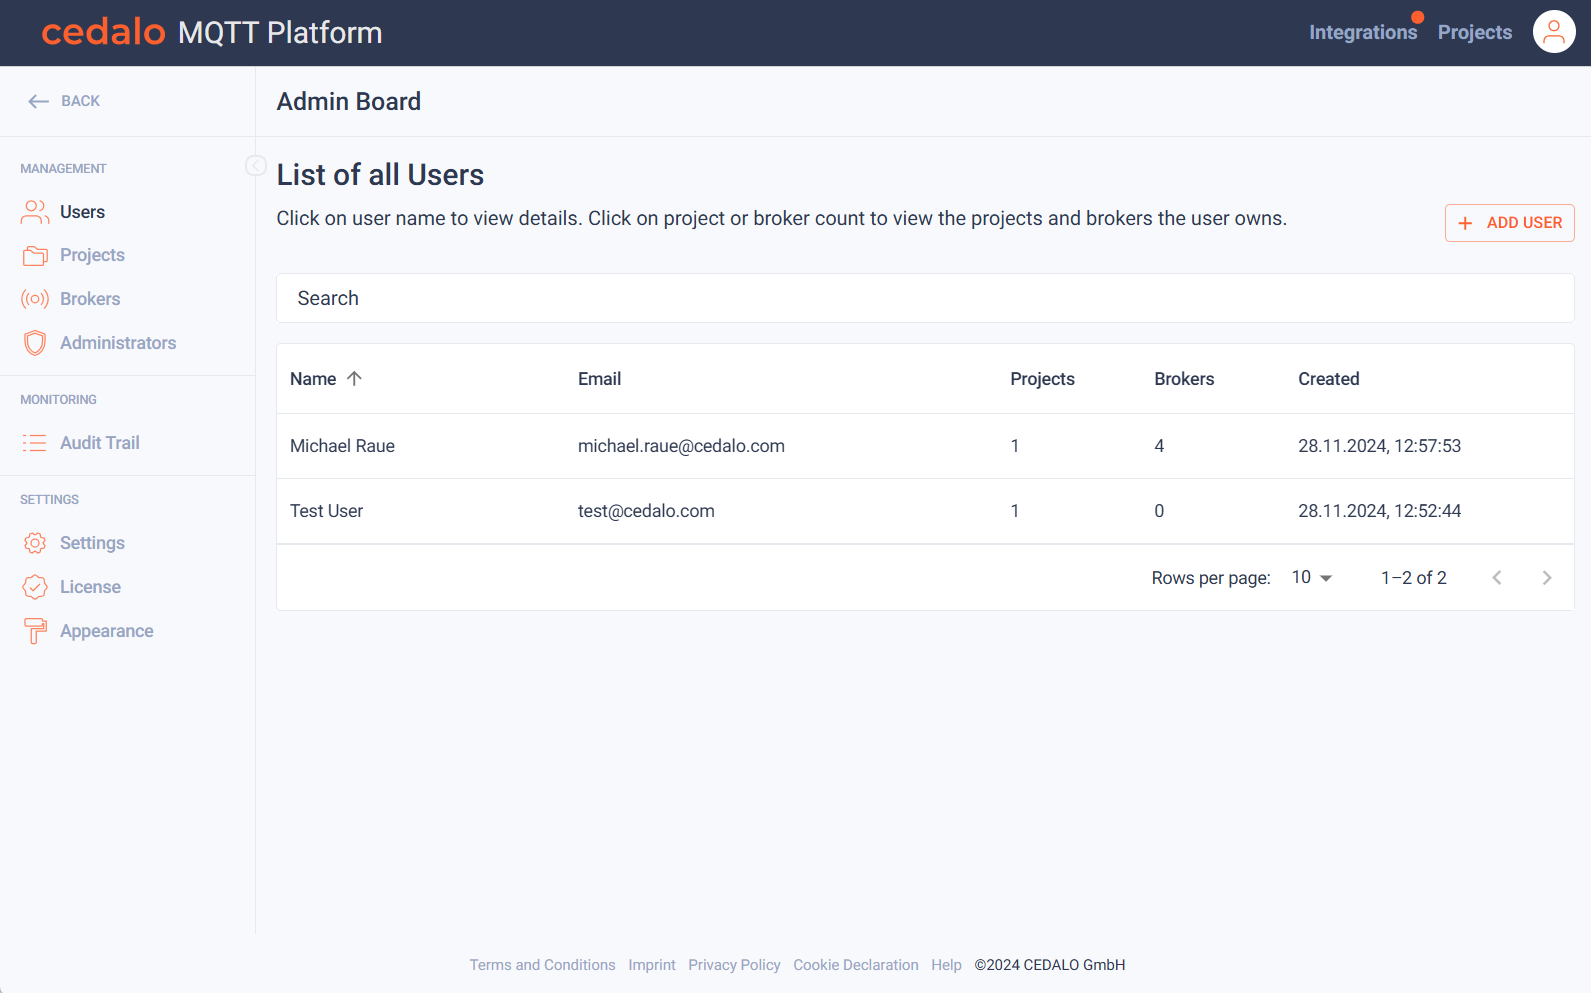 cedalo MQTT Platform
Integrations Projects
BACK
Admin Board
MANAGEMENT
Users
Projects
Brokers
Administrators
MONITORING
Audit Trail
SETTINGS
Settings
License
Appearance
List of all Users
Click on user name to view details. Click on project or broker count to view the projects and brokers the user owns.
ADD USER
Search
Name Email Projects Brokers Created
Michael Raue michael.raue@cedalo.com 1 4 28.11.2024, 12:57:53
Test User test@cedalo.com 1 0 28.11.2024, 12:52:44
Rows per page: 10 1–2 of 2
Terms and Conditions Imprint Privacy Policy Cookie Declaration Help ©2024 CEDALO GmbH